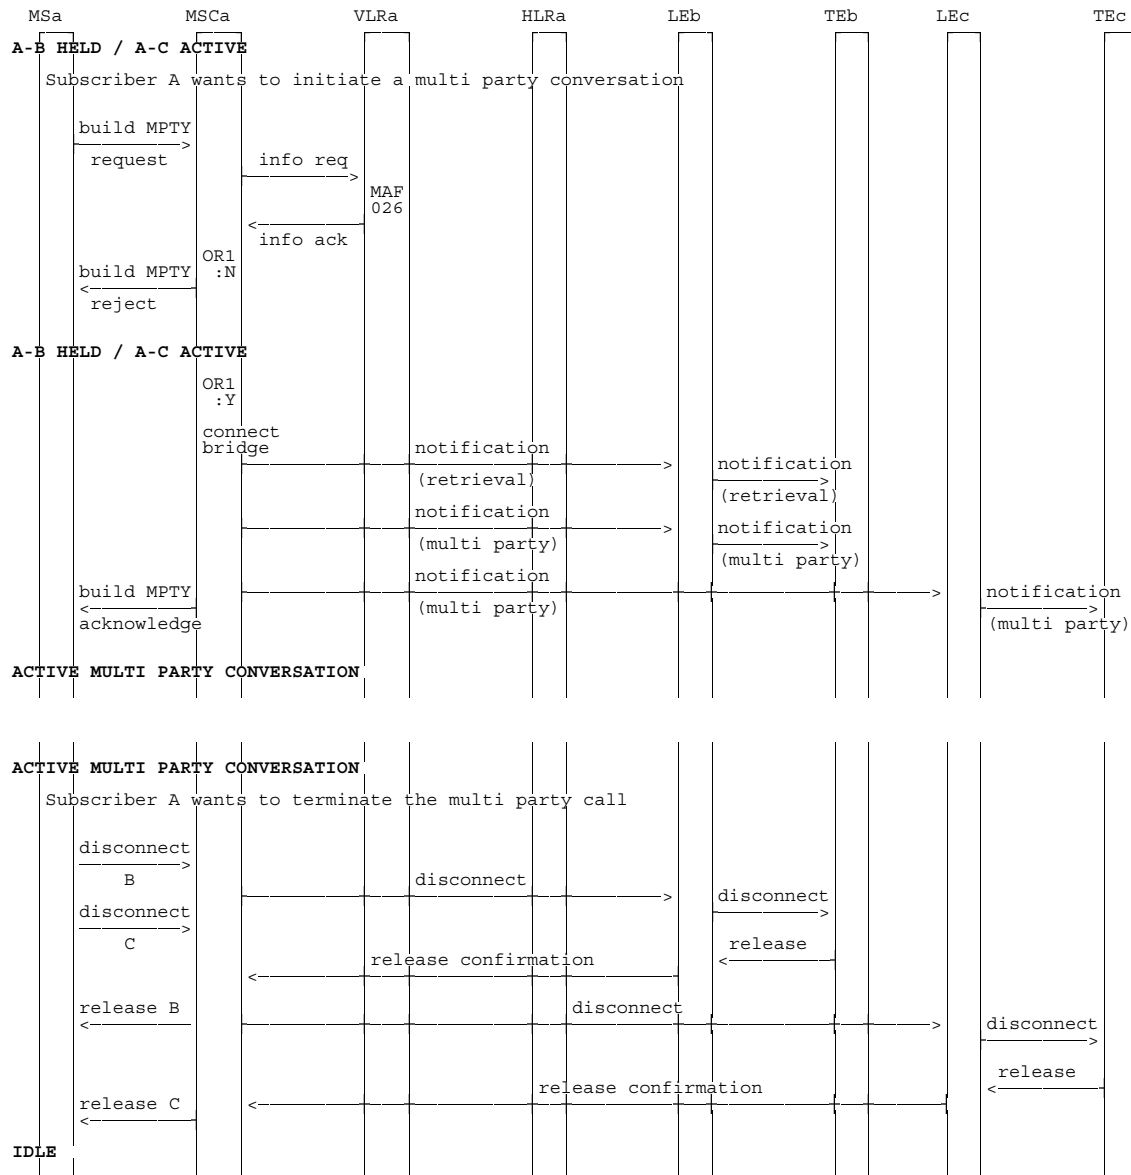 MSa MSCa VLRa HLRa LEb TEb LEc TEc
A-B HELD / A-C ACTIVE
Subscriber A wants to initiate a multi party conversation
build MPTY
request
info req
MAF
026
info ack
OR1
build MPTY :N
reject
A-B HELD / A-C ACTIVE
OR1
:Y
connect
bridge notification
notification
(retrieval)
(retrieval)
notification
notification
(multi party)
(multi party)
notification
build MPTY notification
(multi party)
acknowledge (multi party)
ACTIVE MULTI PARTY CONVERSATION
ACTIVE MULTI PARTY CONVERSATION
Subscriber A wants to terminate the multi party call
disconnect
B disconnect
disconnect
disconnect
C release
release confirmation
release B disconnect
disconnect
release
release confirmation
release C
IDLE